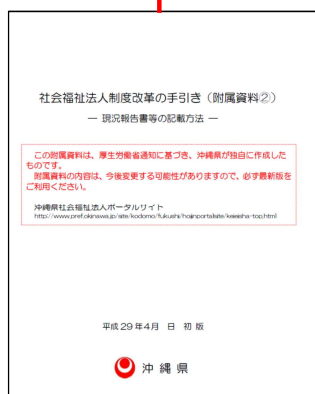 社会福祉法人制度改革の手引き（附属資料②）
― 現況報告書等の記載方法 ―
この附属資料は、厚生労働省通知に基づき、沖縄県が独自に作成した
ものです。
附属資料の内容は、今後変更する可能性がありますので、必ず最新版を
ご利用ください。
沖縄県社会福祉法人ポータルサイト
http://www.pref.okinawa.jp/site/kodomo/fukushi/hojinportalsite/keieisha-top.html
平成29年4月　日　初 版
沖 縄 県